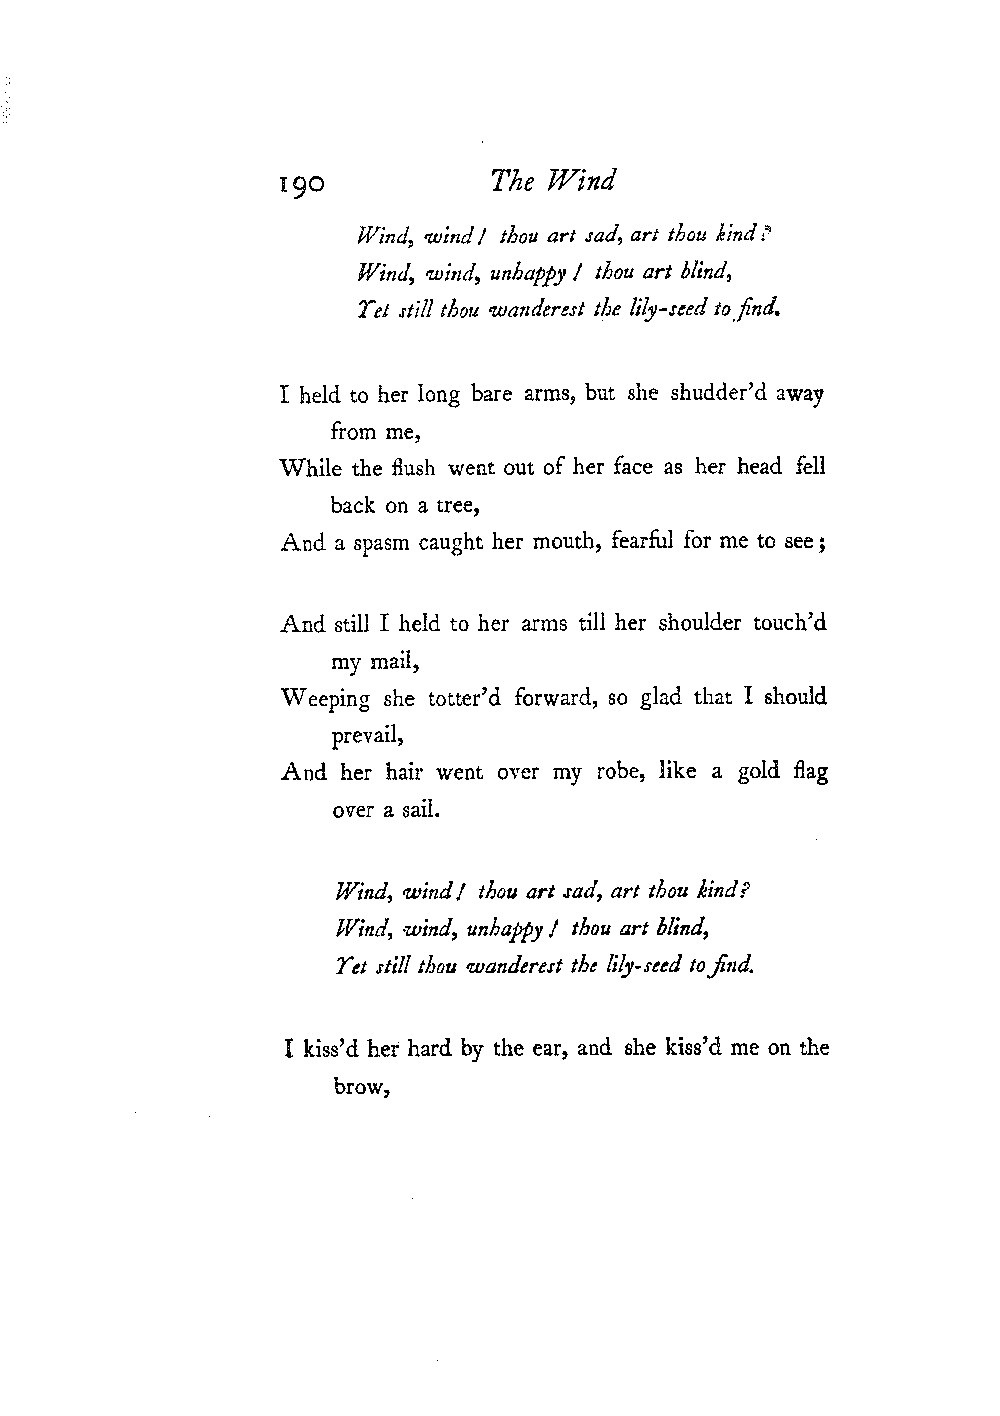 190 The Wind
Wind, wind! thou art sad, art thou kind?
Wind, wind, unhappy! thou art blind,
Yet still thou wanderest the lily-seed to find.
I held to her long bare arms, but she shudder'd away
from me,
While the flush went out of her face as her head fell
back on a tree,
And a spasm caught her mouth, fearful for me to see;
And still I held to her arms till her shoulder touch'd
my mail,
Weeping she totter'd forward, so glad that I should
prevail,
And her hair went over my robe, like a gold flag
over a sail.
Wind, wind! thou art sad, art thou kind?
Wind, wind, unhappy! thou art blind,
Yet still thou wanderest the lily-seed to find.
I kiss'd her hard by the ear, and she kiss'd me on the
brow,